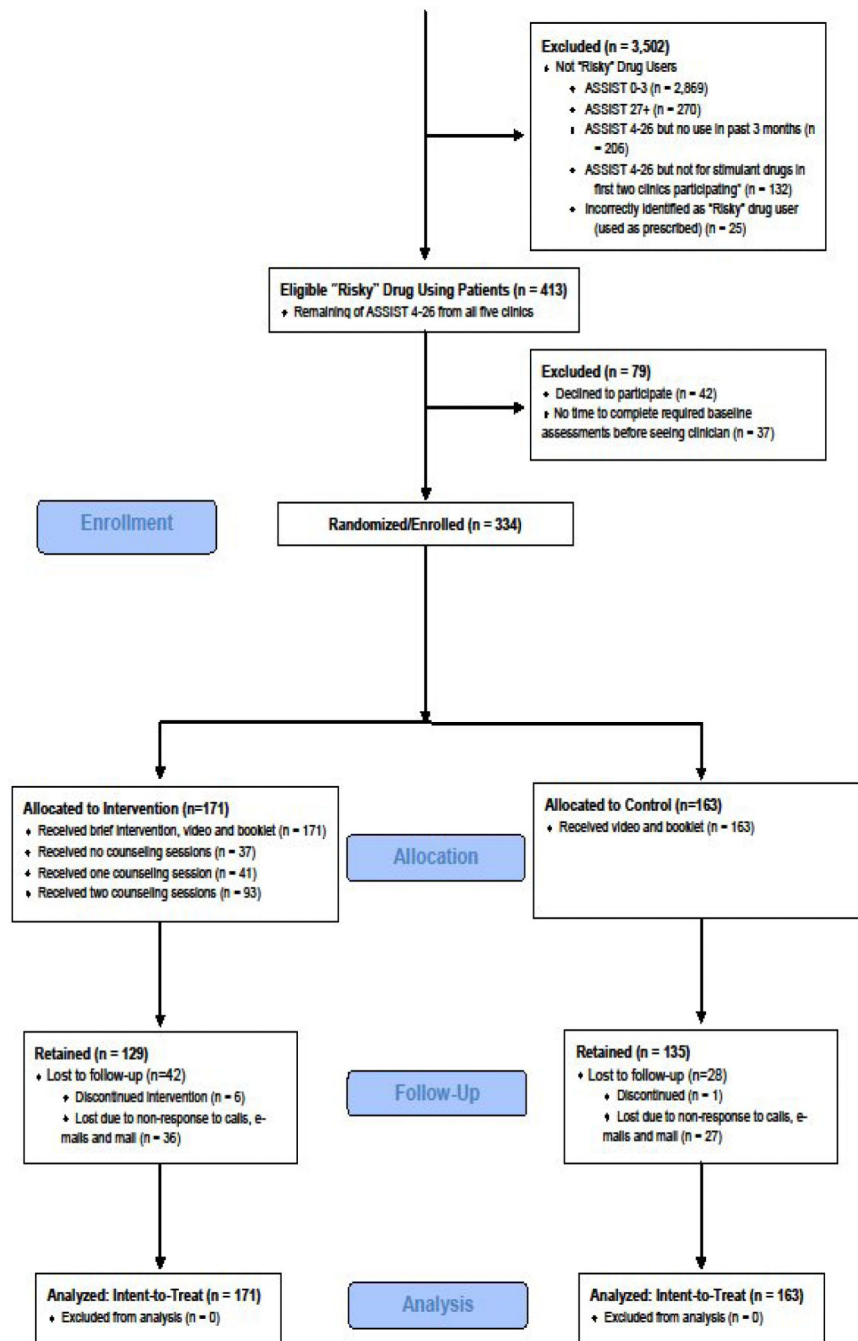 Excluded (n = 3,502)
Not "Risky" Drug Users
ASSIST 0-3 (n = 2,869)
ASSIST 27+ (n = 270)
ASSIST 4-26 but no use in past 3 months (n
= 206)
ASSIST 4-26 but not for stimulant drugs in
first two clinics participating" (n = 132)
Incorrectly identified as "Risky" drug user
(used as prescribed) (n = 25)
Eligible "Risky" Drug Using Patients (n = 413)
Remaining of ASSIST 4-26 from all five clinics
Excluded (n = 79)
Declined to participate (n = 42)
No time to complete required baseline
assessments before seeing clinician (n = 37)
Enrollment
Randomized/Enrolled (n = 334)
Allocated to Intervention (n=171)
Received brief intervention, video and booklet (n = 171)
Received no counseling sessions (n = 37)
Received one counseling session (n = 41)
Received two counseling sessions (n = 93)
Allocation
Allocated to Control (n=163)
Received video and booklet (n = 163)
Retained (n = 129)
Lost to follow-up (n=42)
Discontinued intervention (n = 6)
Lost due to non-response to calls, e-
mails and mail (n = 36)
Follow-Up
Retained (n = 135)
Lost to follow-up (n=28)
Discontinued (n = 1)
Lost due to non-response to calls, e-
mails and mail (n = 27)
Analyzed: Intent-to-Treat (n = 171)
Excluded from analysis (n = 0)
Analysis
Analyzed: Intent-to-Treat (n = 163)
Excluded from analysis (n = 0)